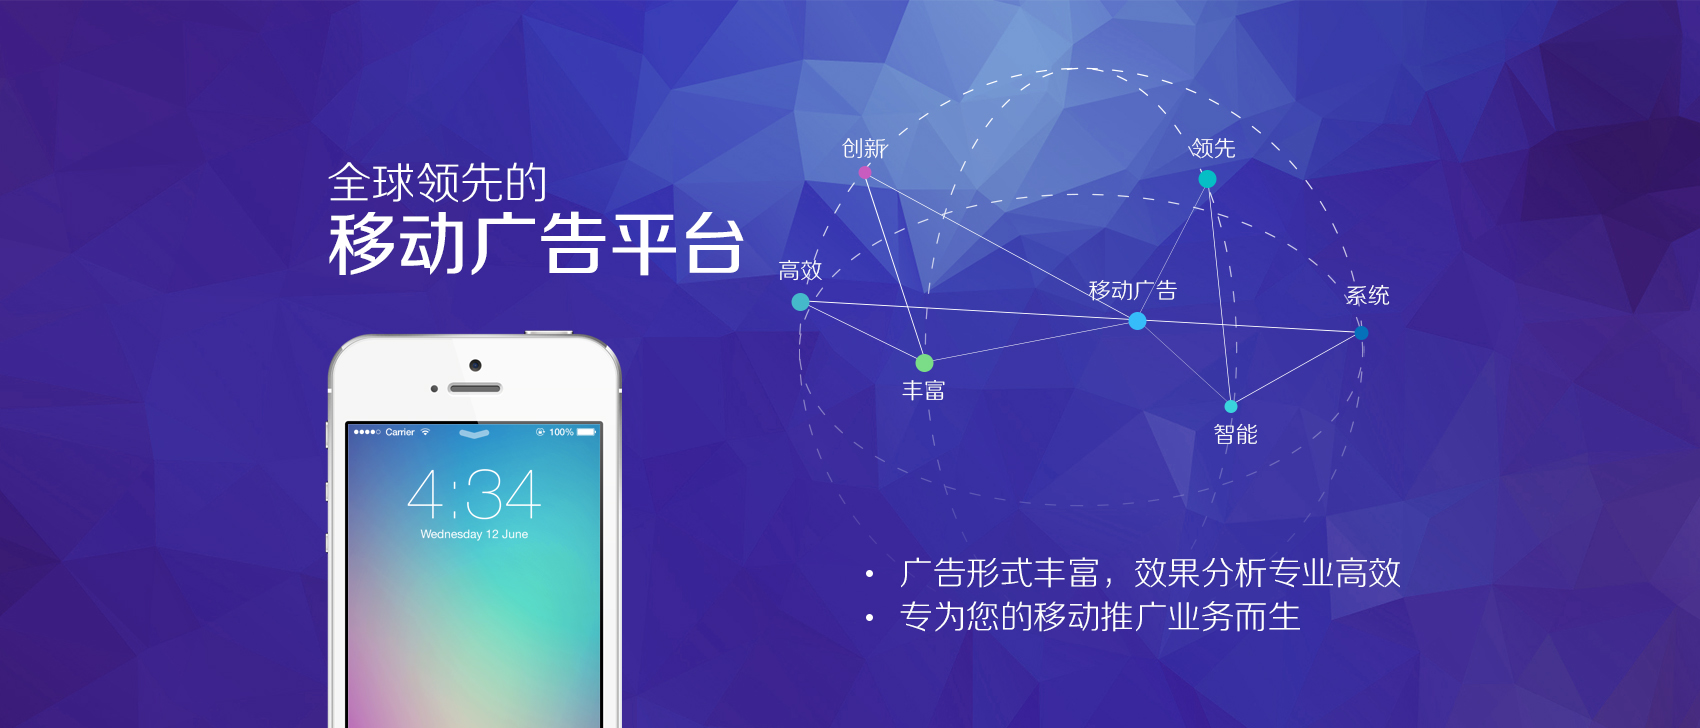 全球领先的
移动广告平台
创新
领先
高效
移动广告
系统
丰富
智能
Carrier
100%
4:34
Wednesday 12 June
• 广告形式丰富，效果分析专业高效
• 专为您的移动推广业务而生